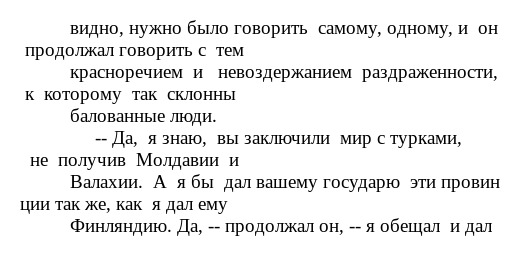 видно, нужно было говорить самому, одному, и он
продолжал говорить с тем
красноречием и невоздержанием раздраженности,
к которому так склонны
балованные люди.
-- Да, я знаю, вы заключили мир с турками,
не получив Молдавии и
Валахии. А я бы дал вашему государю эти провин
ции так же, как я дал ему
Финляндию. Да, -- продолжал он, -- я обещал и дал